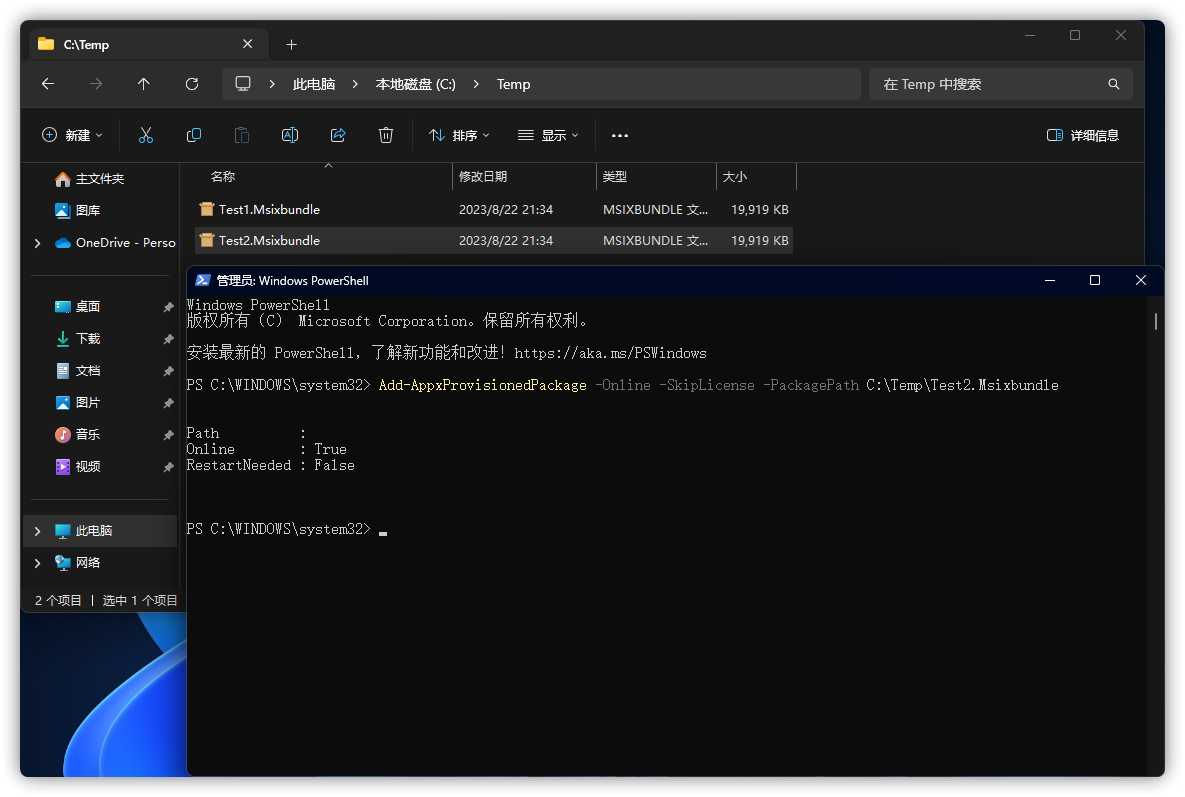 C:\Temp
此电脑 本地磁盘 (C:) Temp
在 Temp 中搜索
新建
排序
显示
详细信息
名称 修改日期 类型 大小
Test1.Msixbundle 2023/8/22 21:34 MSIXBUNDLE 文... 19,919 KB
Test2.Msixbundle 2023/8/22 21:34 MSIXBUNDLE 文... 19,919 KB
主文件夹
图库
OneDrive - Perso
桌面
下载
文档
图片
音乐
视频
此电脑
网络
2 个项目
选中 1 个项目
管理员: Windows PowerShell
Windows PowerShell
版权所有 (C) Microsoft Corporation。保留所有权利。
安装最新的 PowerShell，了解新功能和改进！https://aka.ms/PSWindows
PS C:\WINDOWS\system32> Add-AppxProvisionedPackage -Online -SkipLicense -PackagePath C:\Temp\Test2.Msixbundle
Path :
Online : True
RestartNeeded : False
PS C:\WINDOWS\system32>